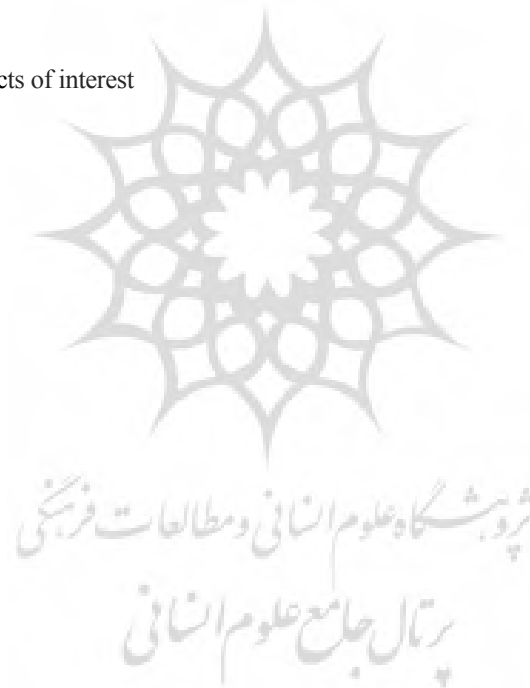 cts of interest
پژوهشگاه علوم انسانی و مطالعات فرهنگی
پرتال جامع علوم انسانی